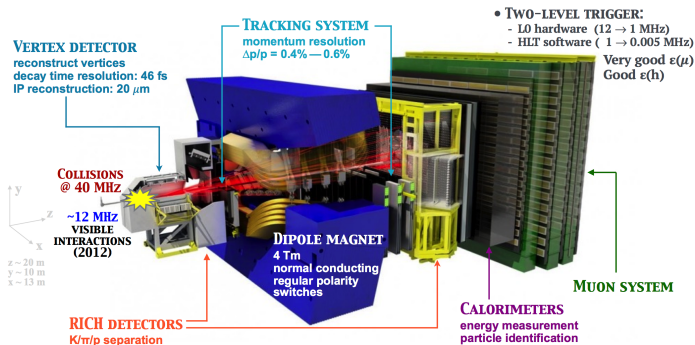 VERTEX DETECTOR
reconstruct vertices
decay time resolution: 46 fs
IP reconstruction: 20 μm
TRACKING SYSTEM
momentum resolution
Δp/p = 0.4% — 0.6%
• TWO-LEVEL TRIGGER:
- L0 hardware (12 → 1 MHz)
- HLT software ( 1 → 0.005 MHz)
Very good ε(μ)
Good ε(h)
COLLISIONS
@ 40 MHz
~12 MHz
VISIBLE
INTERACTIONS
(2012)
y
z
x
z ~ 20 m
y ~ 10 m
x ~ 13 m
DIPOLE MAGNET
4 Tm
normal conducting
regular polarity
switches
MUON SYSTEM
RICH DETECTORS
K/π/p separation
CALORIMETERS
energy measurement
particle identification